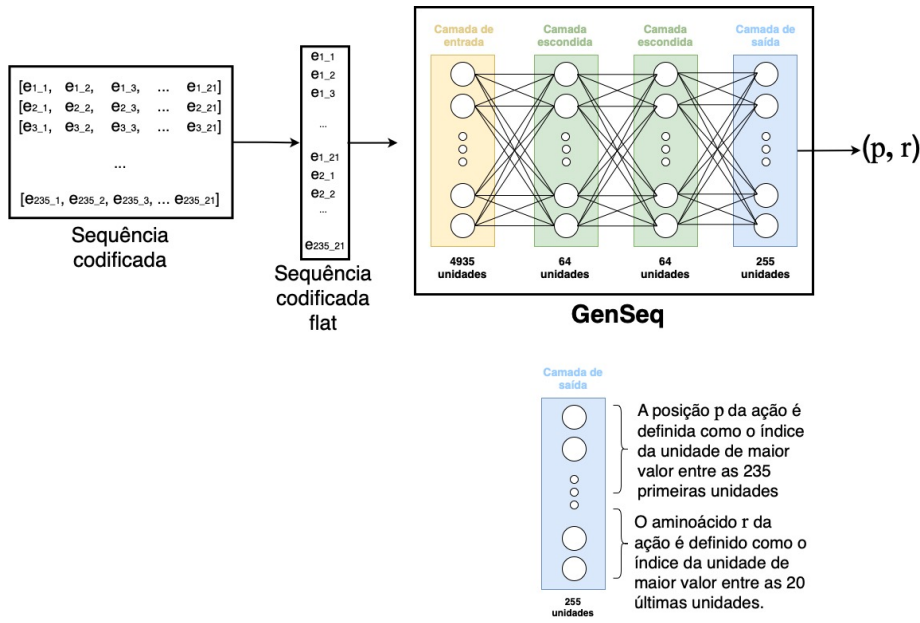 [e1_1, e1_2, e1_3, ... e1_21]
[e2_1, e2_2, e2_3, ... e2_21]
[e3_1, e3_2, e3_3, ... e3_21]
...
[e235_1, e235_2, e235_3, ... e235_21]
Sequência
codificada
e1_1
e1_2
e1_3
...
e1_21
e2_1
e2_2
...
e235_21
Sequência
codificada
flat
Camada de
entrada
4935
unidades
Camada
escondida
64
unidades
Camada
escondida
64
unidades
Camada de
saída
255
unidades
GenSeq
(p, r)
Camada de
saída
255
unidades
A posição p da ação é
definida como o índice
da unidade de maior
valor entre as 235
primeiras unidades
O aminoácido r da
ação é definido como o
índice da unidade de
maior valor entre as 20
últimas unidades.